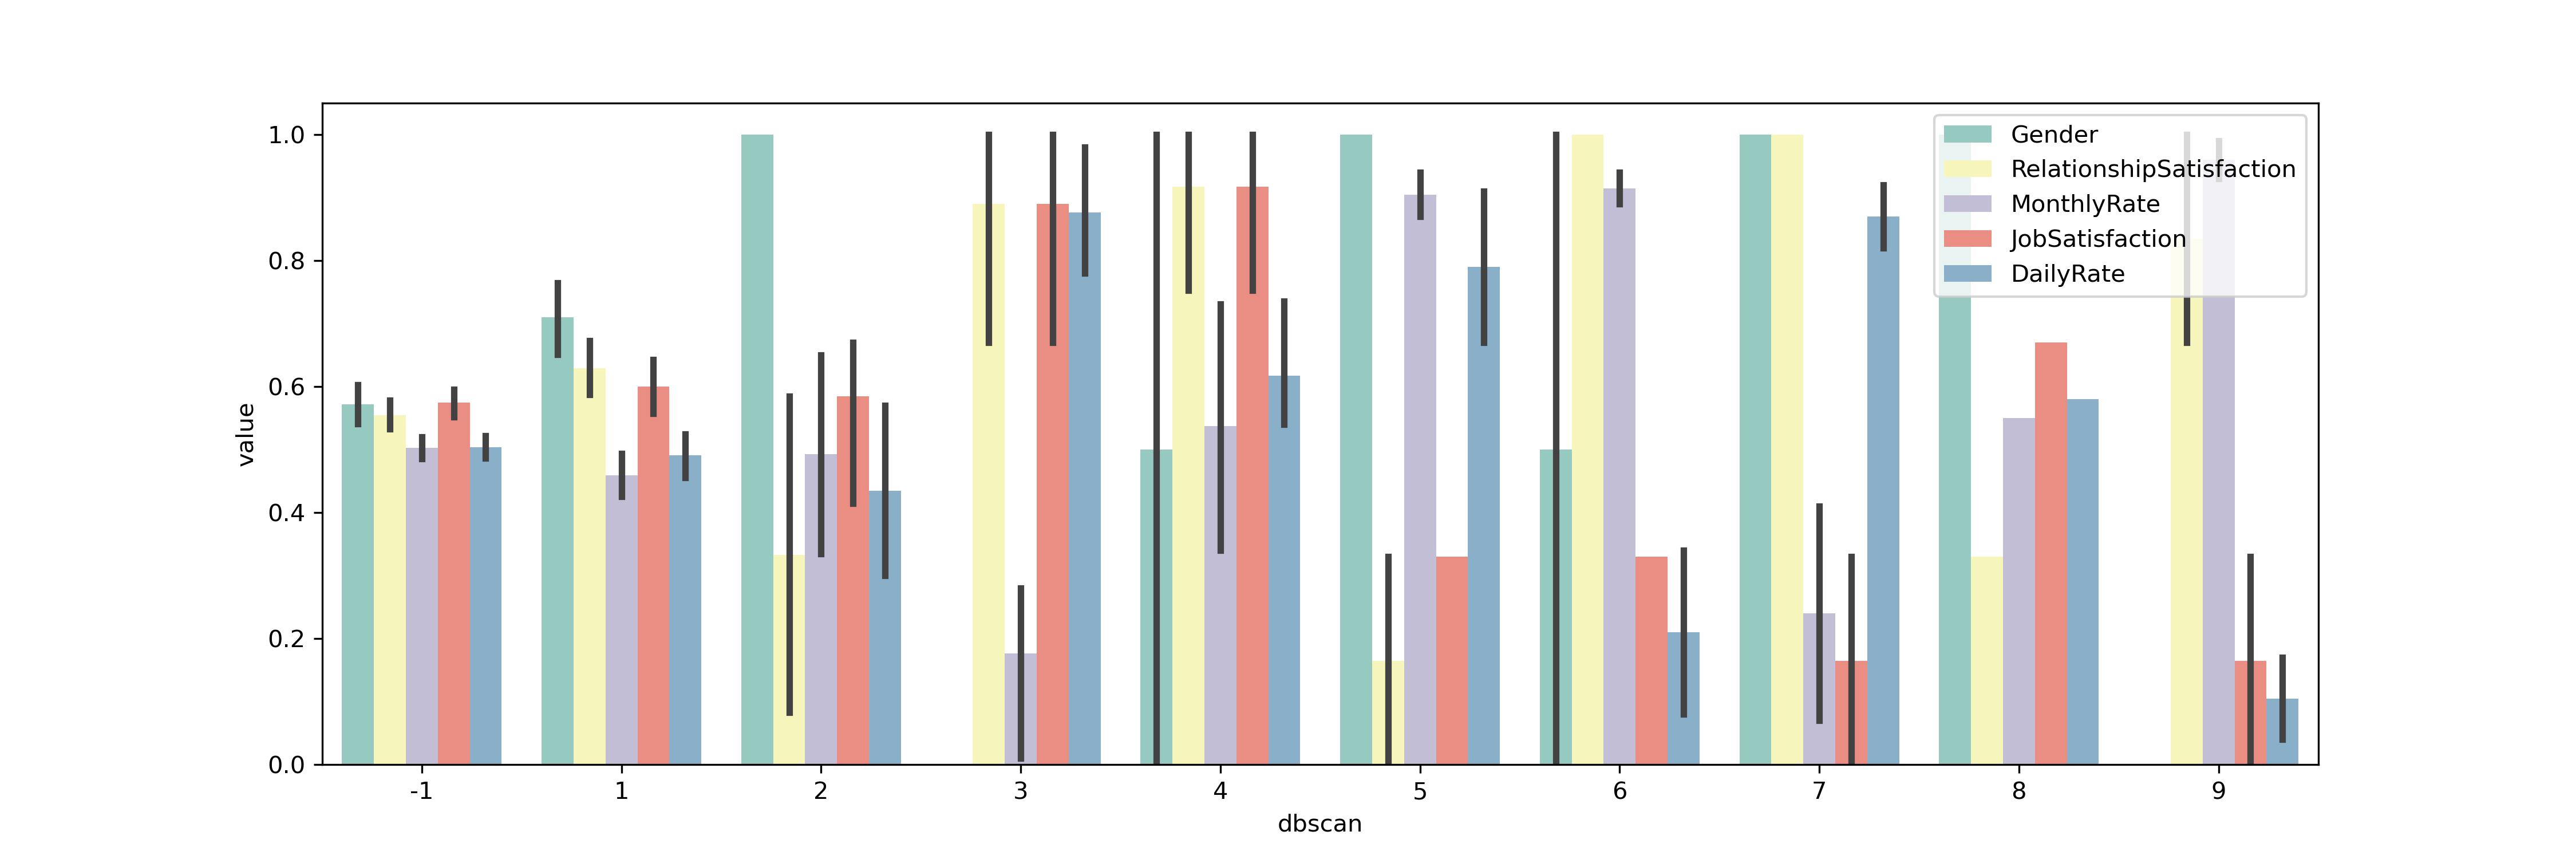 1.0
0.8
0.6
0.4
0.2
0.0
value
Gender
RelationshipSatisfaction
MonthlyRate
JobSatisfaction
DailyRate
-1 1 2 3 4 5 6 7 8 9
dbscan